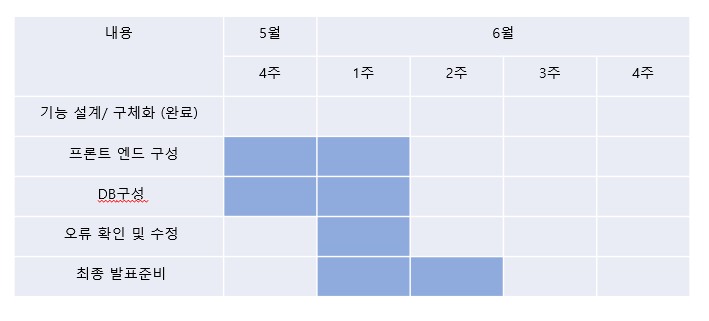 내용 5월 6월
4주 1주 2주 3주 4주
기능 설계/ 구체화 (완료)
프론트 엔드 구성
DB구성
오류 확인 및 수정
최종 발표준비